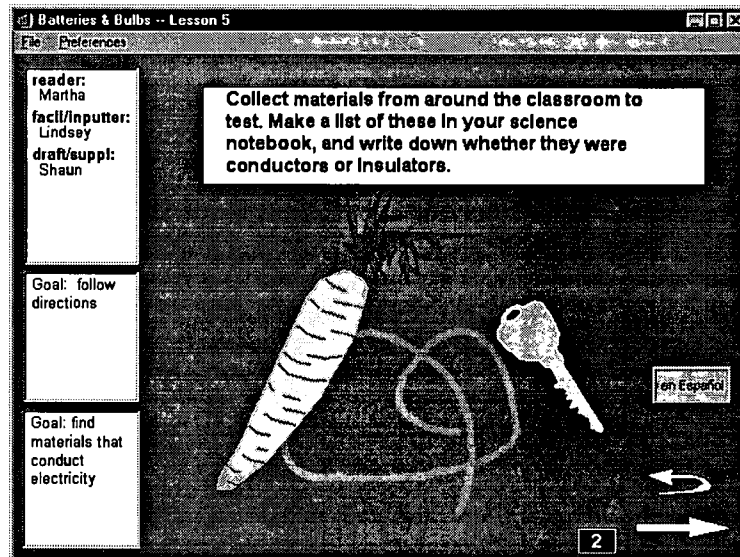 Batteries & Bulbs -- Lesson 5
File Preferences
reader:
Martha
facil/inputter:
Lindsey
draft/suppl:
Shaun
Goal: follow
directions
Goal: find
materials that
conduct
electricity
Collect materials from around the classroom to
test. Make a list of these in your science
notebook, and write down whether they were
conductors or insulators.
en Español
2